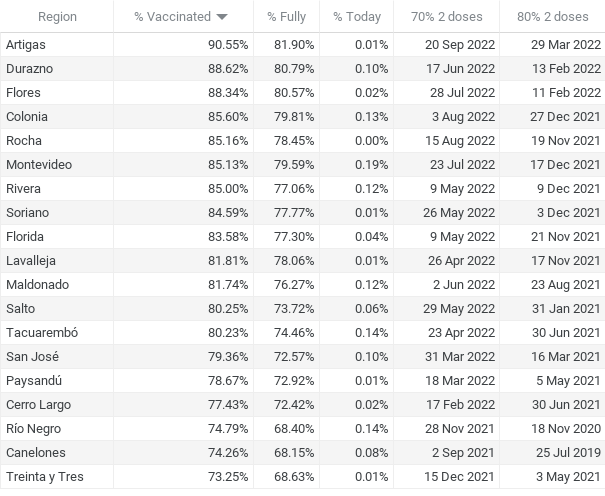 Region % Vaccinated % Fully % Today 70% 2 doses 80% 2 doses
Artigas 90.55% 81.90% 0.01% 20 Sep 2022 29 Mar 2022
Durazno 88.62% 80.79% 0.10% 17 Jun 2022 13 Feb 2022
Flores 88.34% 80.57% 0.02% 28 Jul 2022 11 Feb 2022
Colonia 85.60% 79.81% 0.13% 3 Aug 2022 27 Dec 2021
Rocha 85.16% 78.45% 0.00% 15 Aug 2022 19 Nov 2021
Montevideo 85.13% 79.59% 0.19% 23 Jul 2022 17 Dec 2021
Rivera 85.00% 77.06% 0.12% 9 May 2022 9 Dec 2021
Soriano 84.59% 77.77% 0.01% 26 May 2022 3 Dec 2021
Florida 83.58% 77.30% 0.04% 9 May 2022 21 Nov 2021
Lavalleja 81.81% 78.06% 0.01% 26 Apr 2022 17 Nov 2021
Maldonado 81.74% 76.27% 0.12% 2 Jun 2022 23 Aug 2021
Salto 80.25% 73.72% 0.06% 29 May 2022 31 Jan 2021
Tacuarembó 80.23% 74.46% 0.14% 23 Apr 2022 30 Jun 2021
San José 79.36% 72.57% 0.10% 31 Mar 2022 16 Mar 2021
Paysandú 78.67% 72.92% 0.01% 18 Mar 2022 5 May 2021
Cerro Largo 77.43% 72.42% 0.02% 17 Feb 2022 30 Jun 2021
Río Negro 74.79% 68.40% 0.14% 28 Nov 2021 18 Nov 2020
Canelones 74.26% 68.15% 0.08% 2 Sep 2021 25 Jul 2019
Treinta y Tres 73.25% 68.63% 0.01% 15 Dec 2021 3 May 2021